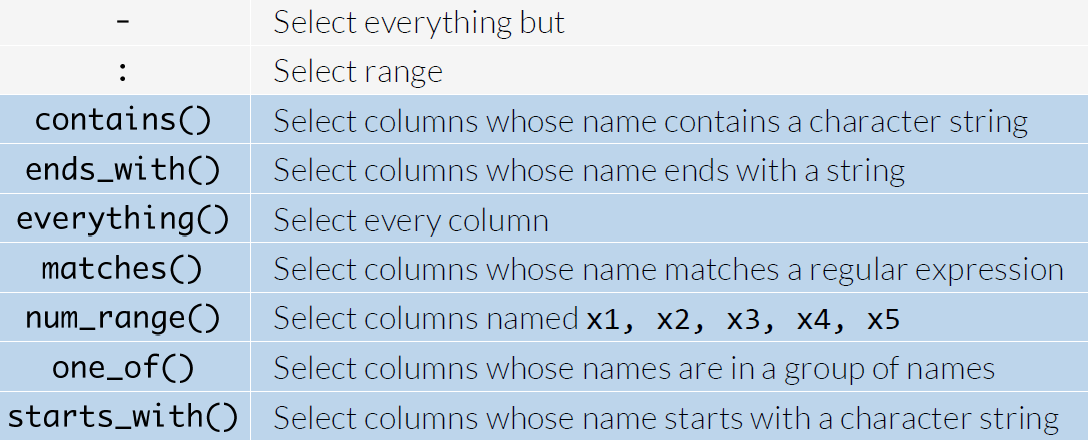 - Select everything but
: Select range
contains() Select columns whose name contains a character string
ends_with() Select columns whose name ends with a string
everything() Select every column
matches() Select columns whose name matches a regular expression
num_range() Select columns named x1, x2, x3, x4, x5
one_of() Select columns whose names are in a group of names
starts_with() Select columns whose name starts with a character string